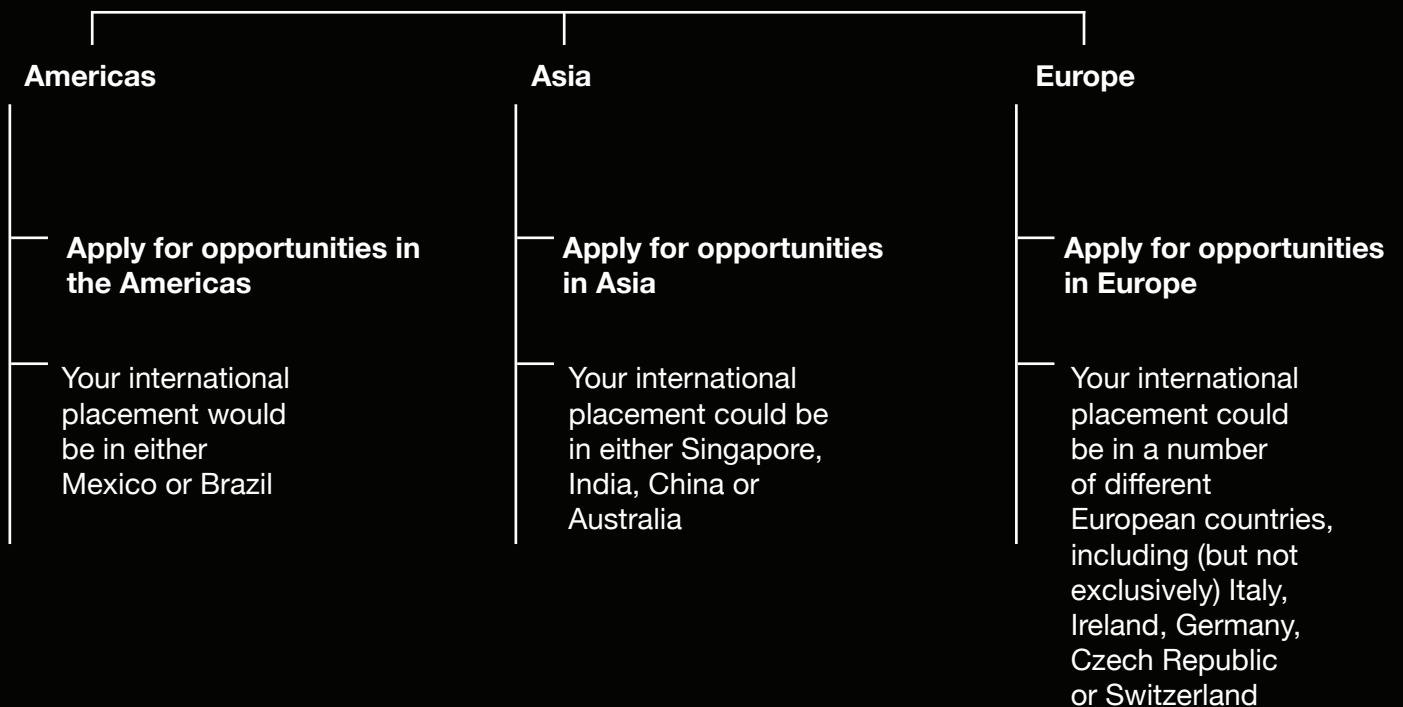 Americas
Apply for opportunities in
the Americas
Your international
placement would
be in either
Mexico or Brazil
Asia
Apply for opportunities
in Asia
Your international
placement could be
in either Singapore,
India, China or
Australia
Europe
Apply for opportunities
in Europe
Your international
placement could
be in a number
of different
European countries,
including (but not
exclusively) Italy,
Ireland, Germany,
Czech Republic
or Switzerland